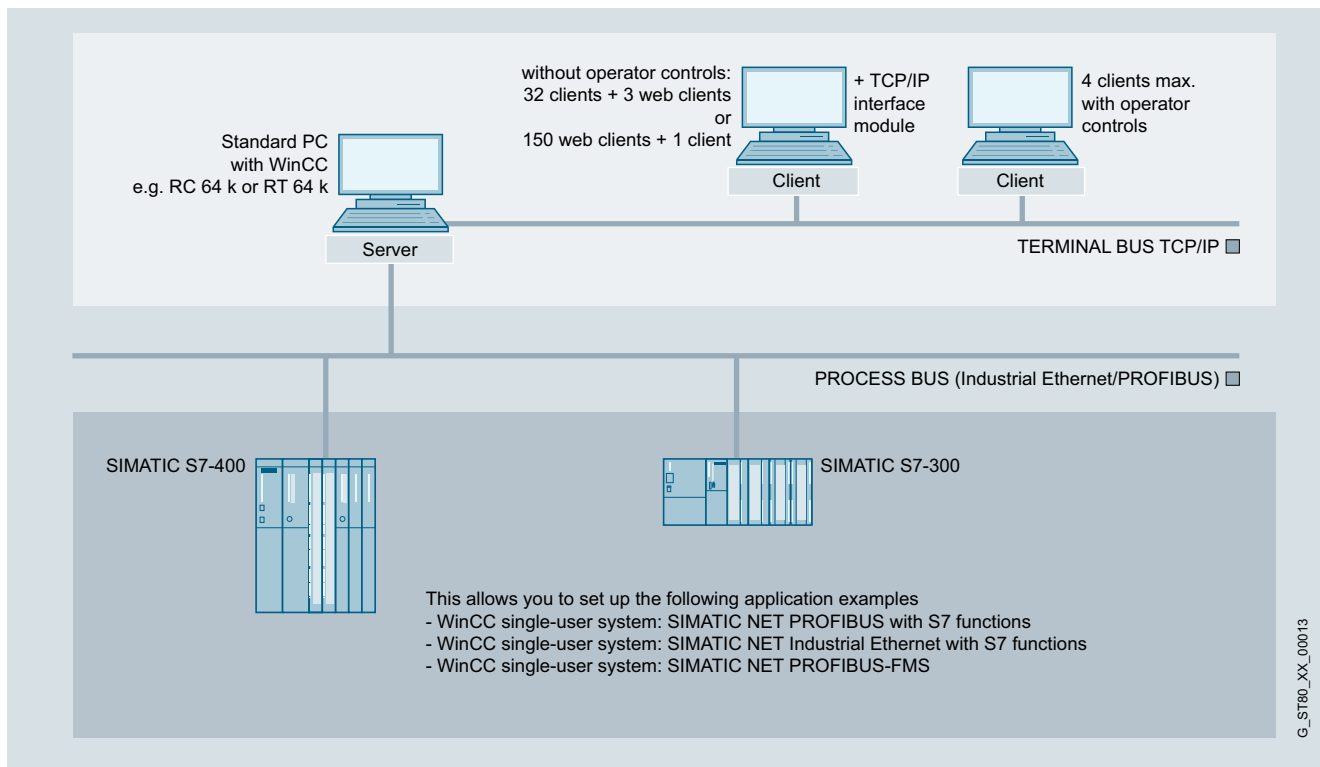 without operator controls:
32 clients + 3 web clients
or
150 web clients + 1 client
+ TCP/IP
interface
module
4 clients max.
with operator
controls
Standard PC
with WinCC
e.g. RC 64 k or RT 64 k
Client
Client
Server
TERMINAL BUS TCP/IP
PROCESS BUS (Industrial Ethernet/PROFIBUS)
SIMATIC S7-400
SIMATIC S7-300
This allows you to set up the following application examples
- WinCC single-user system: SIMATIC NET PROFIBUS with S7 functions
- WinCC single-user system: SIMATIC NET Industrial Ethernet with S7 functions
- WinCC single-user system: SIMATIC NET PROFIBUS-FMS
G_ST80_XX_00013